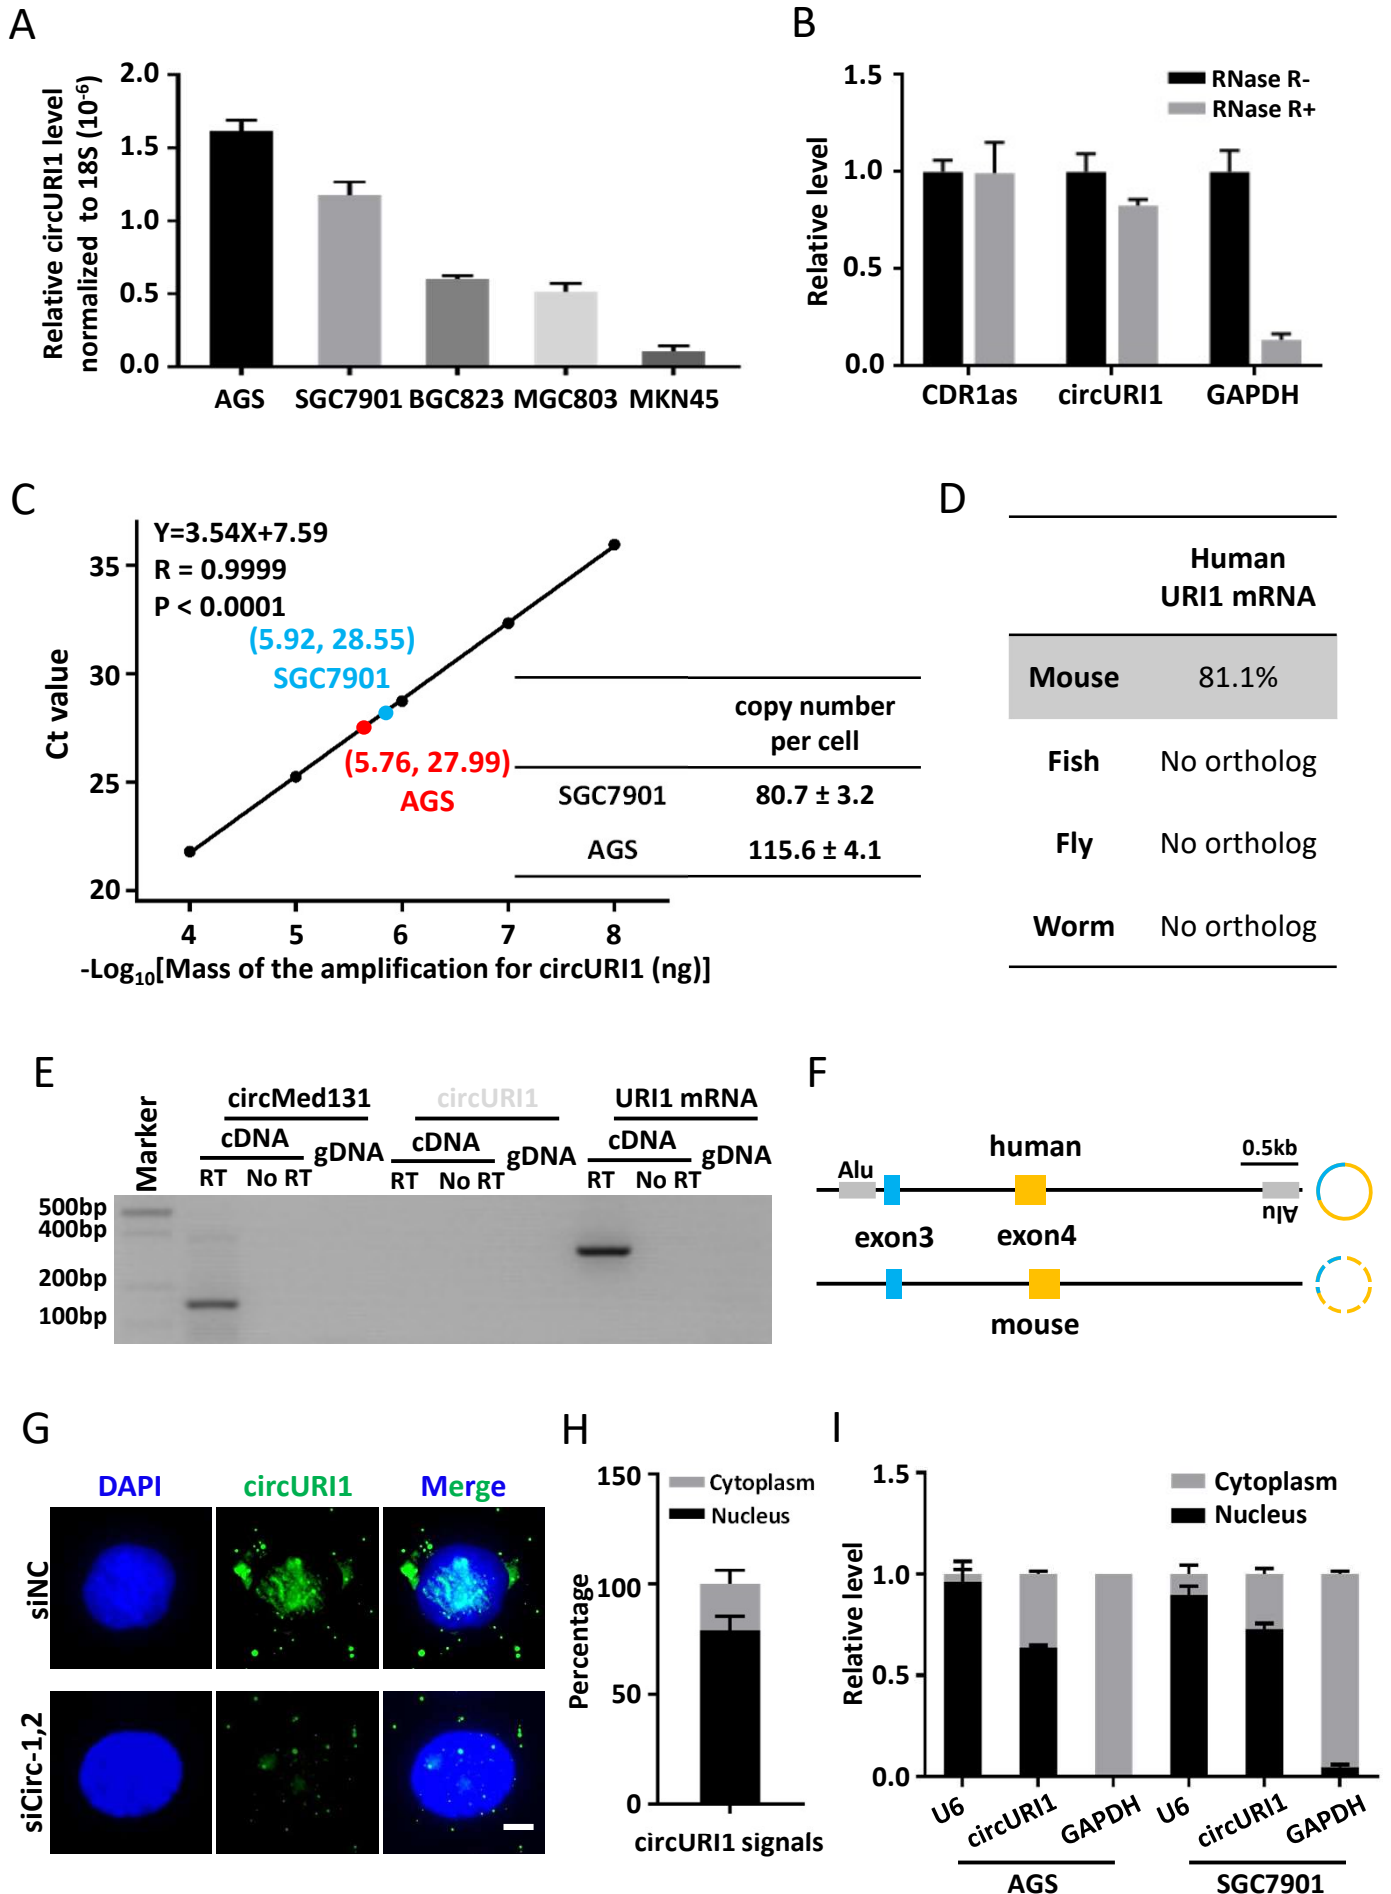 A
Relative circURI1 level
normalized to 18S (10⁻⁶)
2.0
1.5
1.0
0.5
0.0
AGS SGC7901 BGC823 MGC803 MKN45
B
Relative level
1.5
1.0
0.5
0.0
RNase R-
RNase R+
CDR1as circURI1 GAPDH
C
Ct value
35
30
25
20
Y=3.54X+7.59
R = 0.9999
P < 0.0001
(5.92, 28.55)
SGC7901
(5.76, 27.99)
AGS
copy number
per cell
SGC7901 80.7 ± 3.2
AGS 115.6 ± 4.1
4 5 6 7 8
-Log₁₀[Mass of the amplification for circURI1 (ng)]
D
Human
URI1 mRNA
Mouse 81.1%
Fish No ortholog
Fly No ortholog
Worm No ortholog
E
Marker
circMed131 circURI1 URI1 mRNA
cDNA gDNA cDNA gDNA cDNA gDNA
RT No RT RT No RT RT No RT
500bp
400bp
200bp
100bp
F
human
0.5kb
Alu
Alu
exon3 exon4
mouse
G
DAPI circURI1 Merge
siNC
siCirc-1,2
H
Percentage
150
100
50
0
Cytoplasm
Nucleus
circURI1 signals
I
Relative level
1.5
1.0
0.5
0.0
Cytoplasm
Nucleus
U6 circURI1 GAPDH U6 circURI1 GAPDH
AGS SGC7901